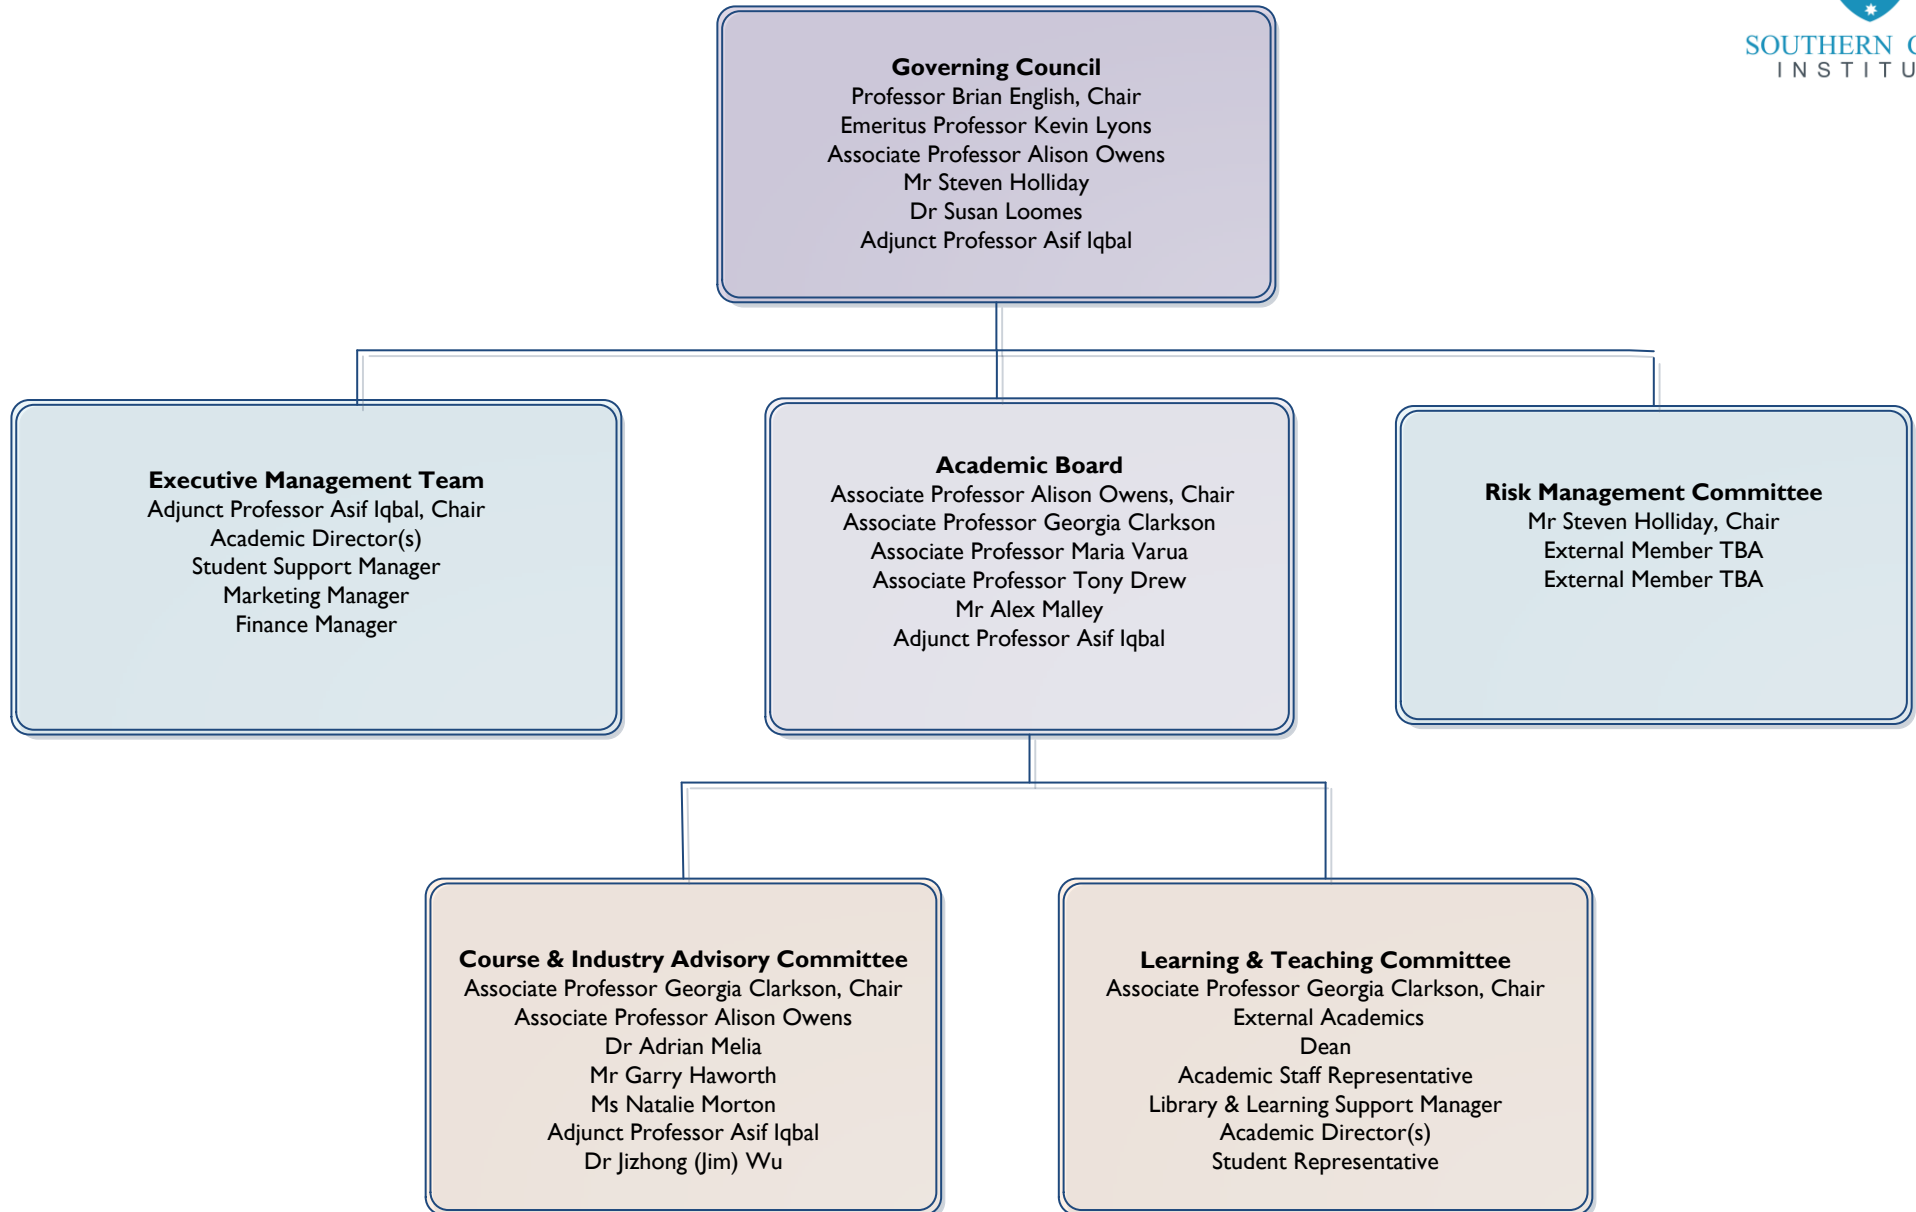 SOUTHERN
Governing Council
Professor Brian English, Chair
Emeritus Professor Kevin Lyons
Associate Professor Alison Owens
Mr Steven Holliday
Dr Susan Loomes
Adjunct Professor Asif Iqbal
Executive Management Team
Adjunct Professor Asif Iqbal, Chair
Academic Director(s)
Student Support Manager
Marketing Manager
Finance Manager
Academic Board
Associate Professor Alison Owens, Chair
Associate Professor Georgia Clarkson
Associate Professor Maria Varua
Associate Professor Tony Drew
Mr Alex Malley
Adjunct Professor Asif Iqbal
Risk Management Committee
Mr Steven Holliday, Chair
External Member TBA
External Member TBA
Course & Industry Advisory Committee
Associate Professor Georgia Clarkson, Chair
Associate Professor Alison Owens
Dr Adrian Melia
Mr Garry Haworth
Ms Natalie Morton
Adjunct Professor Asif Iqbal
Dr Jizhong (Jim) Wu
Learning & Teaching Committee
Associate Professor Georgia Clarkson, Chair
External Academics
Dean
Academic Staff Representative
Library & Learning Support Manager
Academic Director(s)
Student Representative